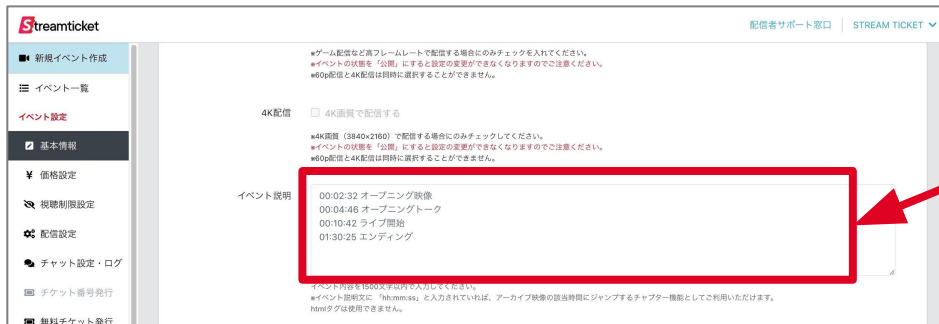 Streamticket
配信者サポート窓口
STREAM TICKET
新規イベント作成
イベント一覧
イベント設定
基本情報
価格設定
視聴制限設定
配信設定
チャット設定・ログ
チケット番号発行
無料チケット発行
※ゲーム配信など高フレームレートで配信する場合にのみチェックを入れてください。
※イベントの状態を「公開」にすると設定の変更ができなくなりますのでご注意ください。
※60p配信と4K配信は同時に選択することができません。
4K配信
4K画質で配信する
※4K画質（3840×2160）で配信する場合にのみチェックしてください。
※イベントの状態を「公開」にすると設定の変更ができなくなりますのでご注意ください。
※60p配信と4K配信は同時に選択することができません。
イベント説明
00:02:32 オープニング映像
00:04:46 オープニングトーク
00:10:42 ライブ開始
01:30:25 エンディング
イベント内容を1500文字以内で入力してください。
※イベント説明文に 「hh:mm:ss」と入力されていれば、アーカイブ映像の該当時間にジャンプするチャプター機能としてご利用いただけます。
htmlタグは使用できません。